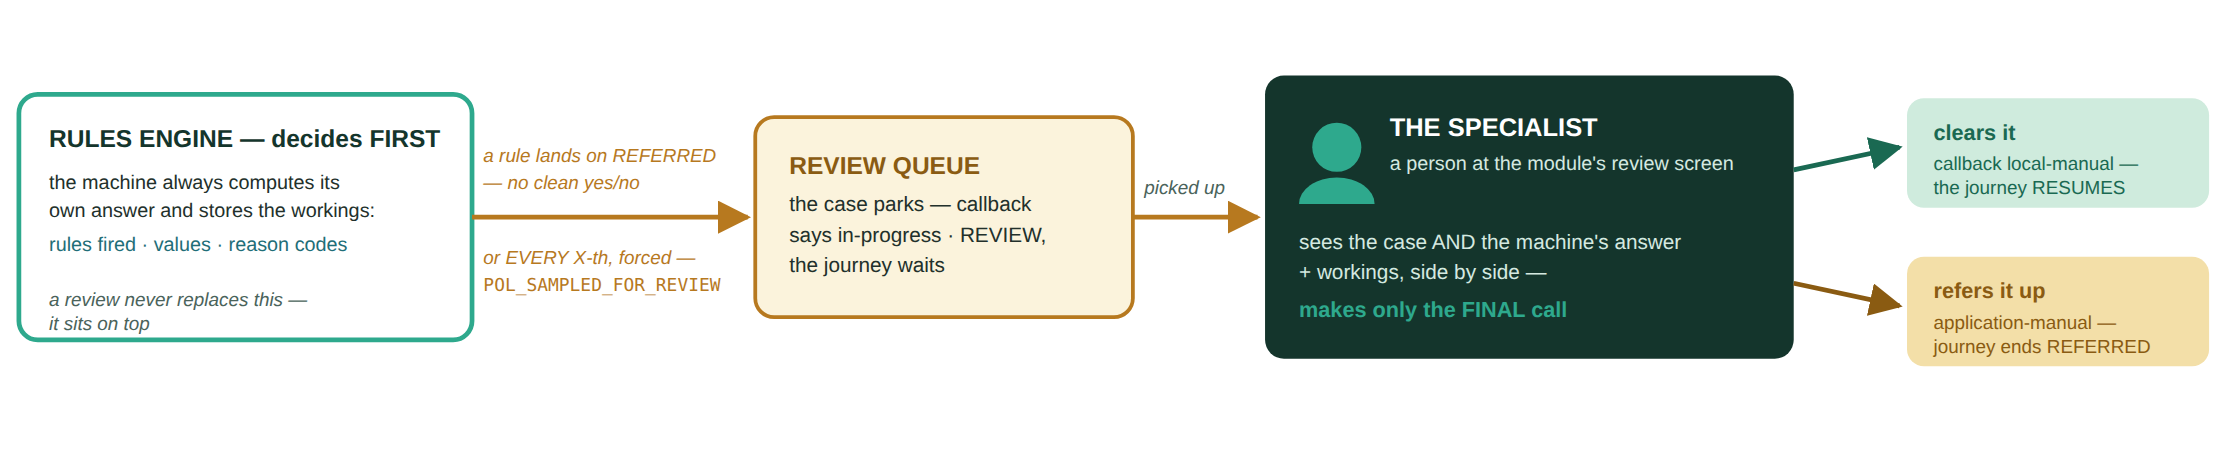 RULES ENGINE — decides FIRST
the machine always computes its
own answer and stores the workings:
rules fired · values · reason codes
a review never replaces this —
it sits on top
a rule lands on REFERRED
— no clean yes/no
or EVERY X-th, forced —
POL_SAMPLED_FOR_REVIEW
REVIEW QUEUE
the case parks — callback
says in-progress · REVIEW,
the journey waits
picked up
THE SPECIALIST
a person at the module's review screen
sees the case AND the machine's answer
+ workings, side by side —
makes only the FINAL call
clears it
callback local-manual —
the journey RESUMES
refers it up
application-manual —
journey ends REFERRED